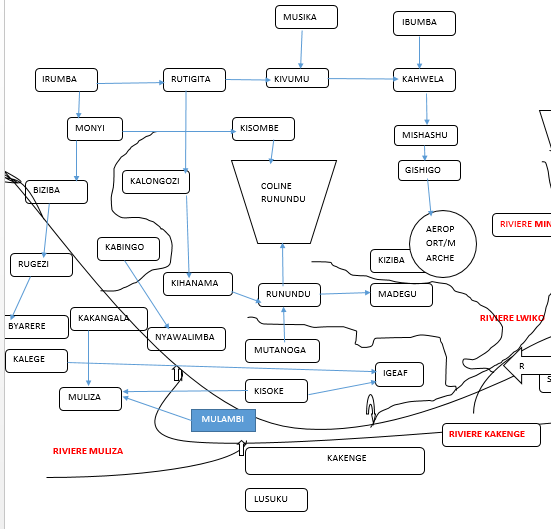 MUSIKA
IBUMBA
IRUMBA
RUTIGITA
KIVUMU
KAHWELA
MONYI
KISOMBE
MISHASHU
GISHIGO
BIZIBA
KALONGOZI
COLINE
RUNUNDU
RIVIERE MIN
AEROP
ORT/M
ARCHE
KABINGO
KIZIBA
RUGEZI
KIHANAMA
RUNUNDU
MADEGU
BYARERE
KAKANGALA
RIVIERE LWIKO
NYAWALIMBA
MUTANOGA
KALEGE
IGEAF
R
MULIZA
KISOKE
S
MULAMBI
RIVIERE KAKENGE
RIVIERE MULIZA
KAKENGE
LUSUKU